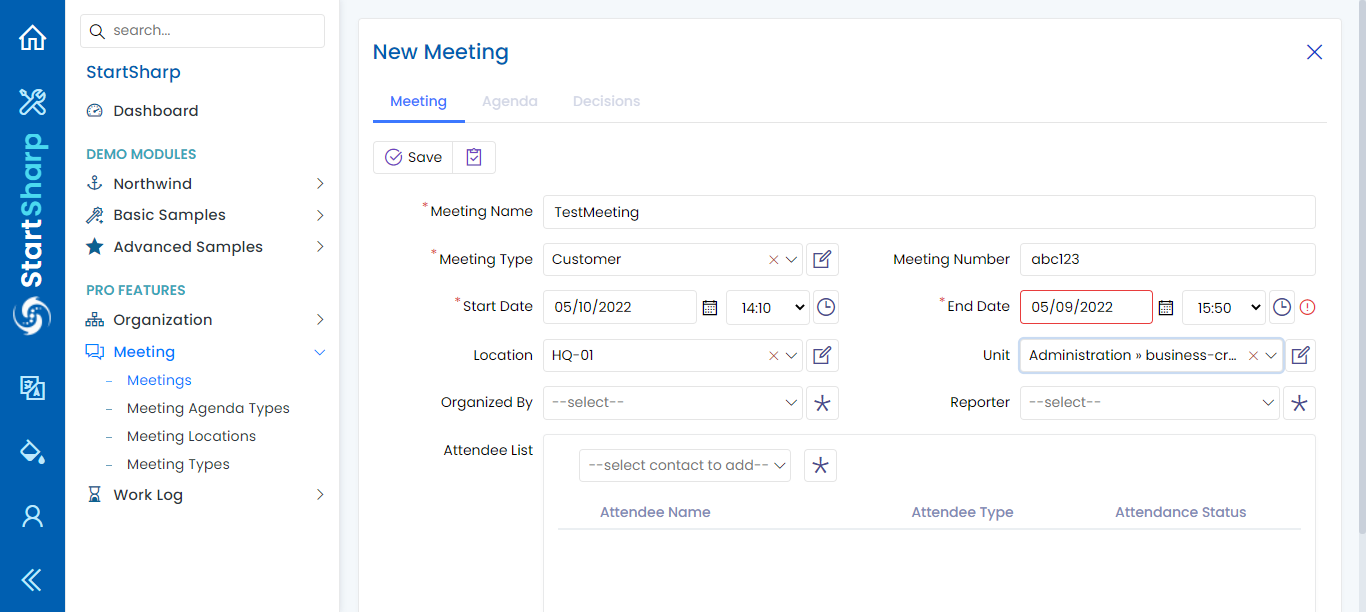 search...
StartSharp
Dashboard
DEMO MODULES
Northwind
Basic Samples
Advanced Samples
PRO FEATURES
Organization
Meeting
Meetings
Meeting Agenda Types
Meeting Locations
Meeting Types
Work Log
StartSharp
New Meeting
Meeting Agenda Decisions
Save
*Meeting Name TestMeeting
*Meeting Type Customer Meeting Number abc123
*Start Date 05/10/2022 14:10 *End Date 05/09/2022 15:50
Location HQ-01 Unit Administration » business-cr...
Organized By --select-- Reporter --select--
Attendee List
--select contact to add--
Attendee Name Attendee Type Attendance Status